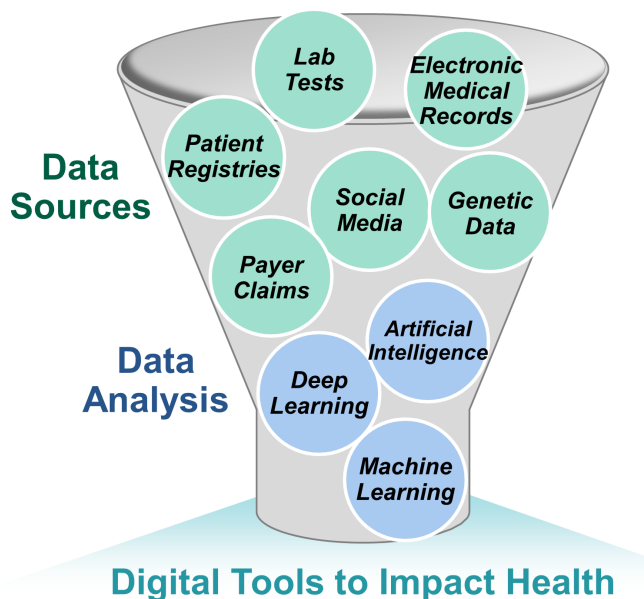 Lab
Tests
Electronic
Medical
Records
Patient
Registries
Data
Sources
Social
Media
Genetic
Data
Payer
Claims
Artificial
Intelligence
Data
Analysis
Deep
Learning
Machine
Learning
Digital Tools to Impact Health